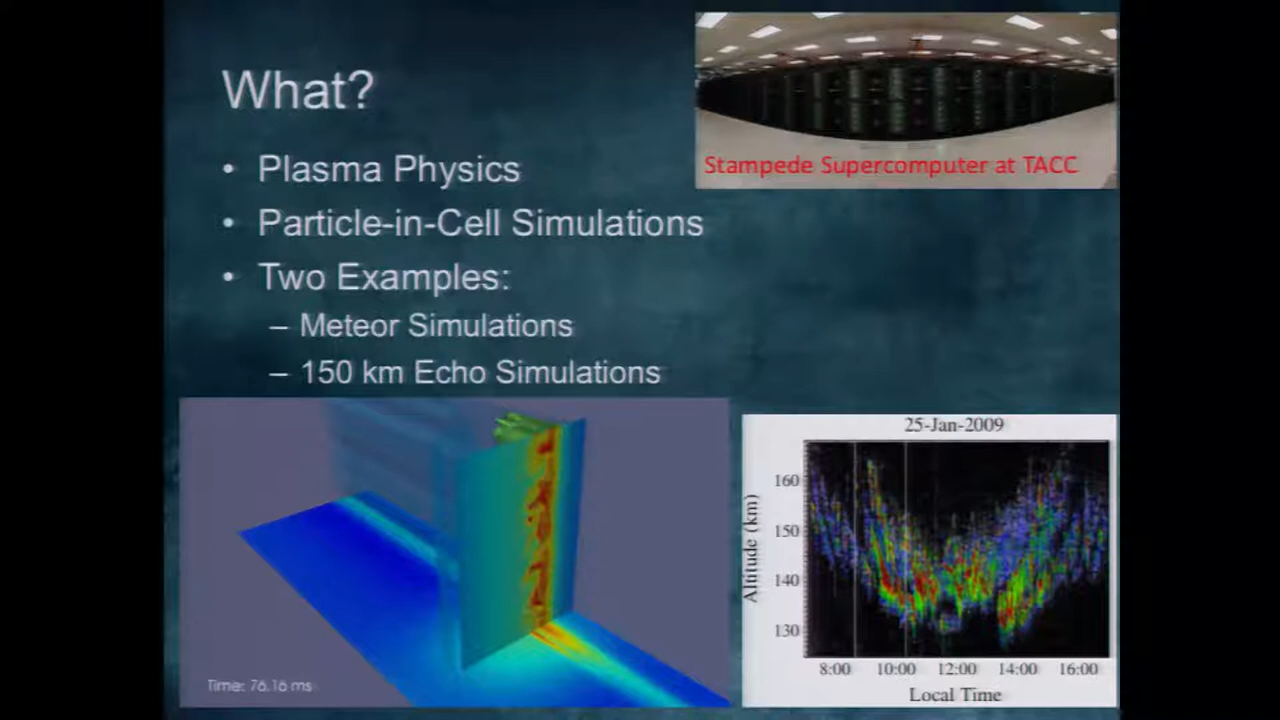 What?
• Plasma Physics
• Particle-in-Cell Simulations
• Two Examples:
– Meteor Simulations
– 150 km Echo Simulations
Stampede Supercomputer at TACC
Time: 76.16 ms
25-Jan-2009
Altitude (km)
160
150
140
130
8:00 10:00 12:00 14:00 16:00
Local Time